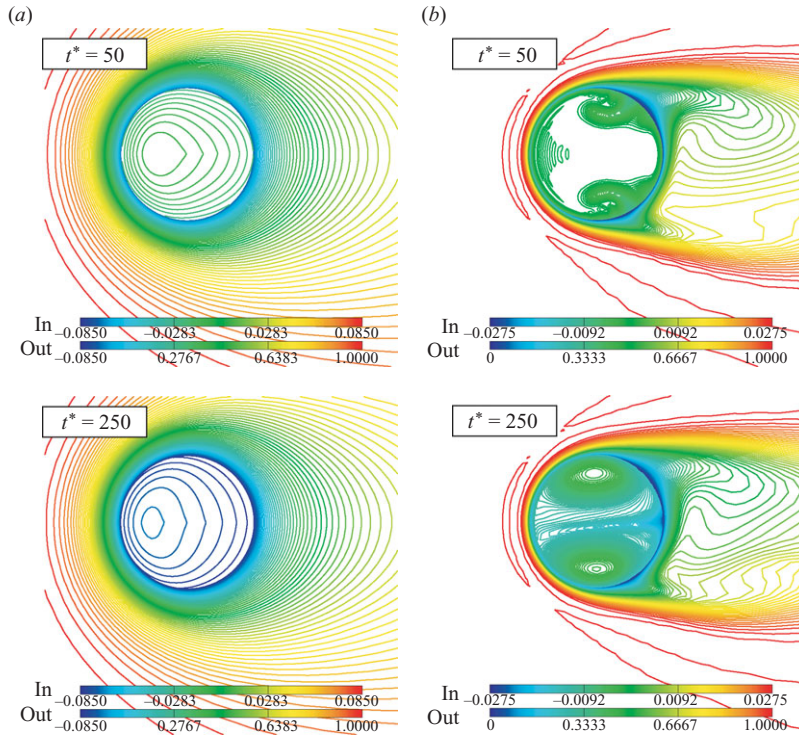 (a)
t* = 50
In
−0.0850 −0.0283 0.0283 0.0850
Out
−0.0850 0.2767 0.6383 1.0000
(b)
t* = 50
In
−0.0275 −0.0092 0.0092 0.0275
Out
0 0.3333 0.6667 1.0000
t* = 250
In
−0.0850 −0.0283 0.0283 0.0850
Out
−0.0850 0.2767 0.6383 1.0000
t* = 250
In
−0.0275 −0.0092 0.0092 0.0275
Out
0 0.3333 0.6667 1.0000